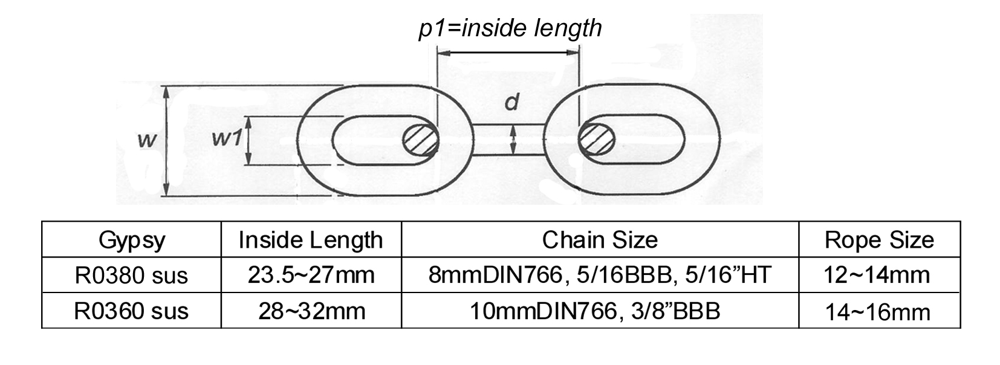 p1=inside length
d
w
w1
Gypsy Inside Length Chain Size Rope Size
R0380 sus 23.5~27mm 8mmDIN766, 5/16BBB, 5/16”HT 12~14mm
R0360 sus 28~32mm 10mmDIN766, 3/8”BBB 14~16mm